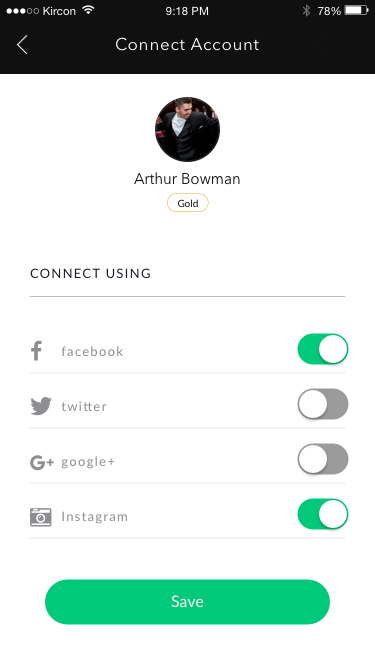 Kircon 9:18 PM 78%
Connect Account
Arthur Bowman
Gold
CONNECT USING
facebook
twitter
google+
Instagram
Save